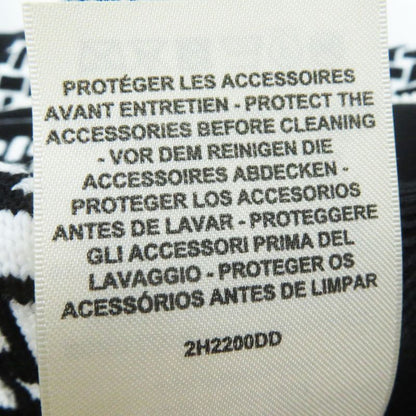 PROTÉGER LES ACCESSOIRES
AVANT ENTRETIEN - PROTECT THE
ACCESSORIES BEFORE CLEANING
- VOR DEM REINIGEN DIE
ACCESSOIRES ABDECKEN -
PROTEGER LOS ACCESORIOS
ANTES DE LAVAR - PROTEGGERE
GLI ACCESSORI PRIMA DEL
LAVAGGIO - PROTEGER OS
ACESSÓRIOS ANTES DE LIMPAR
2H2200DD